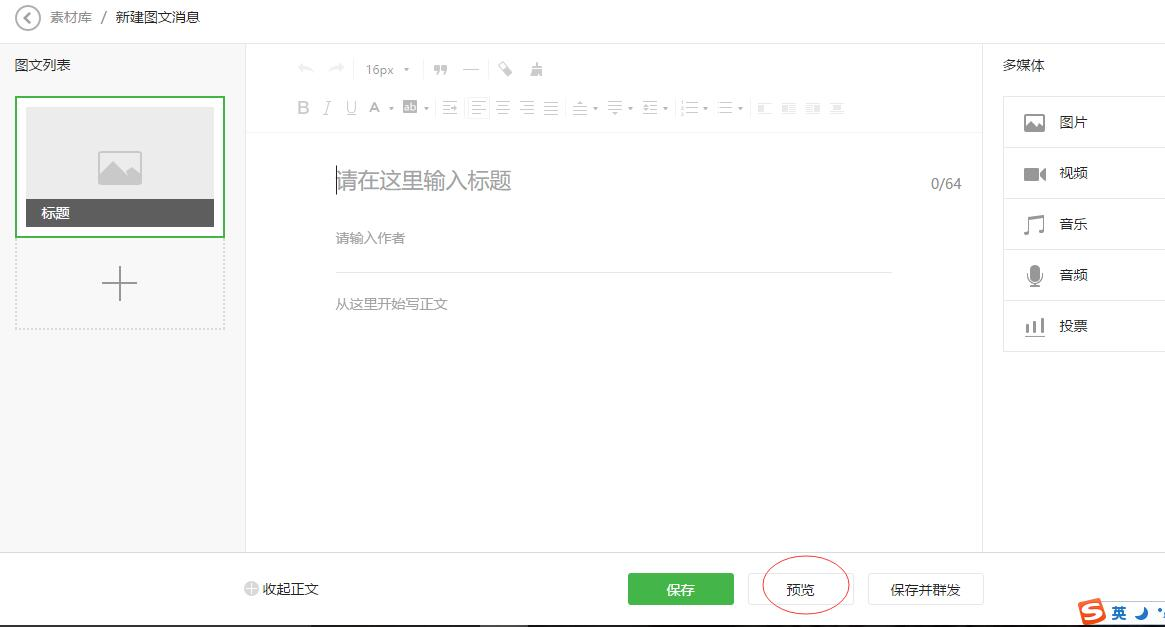 素材库 / 新建图文消息
图文列表
标题
16px
B I U A ab
请在这里输入标题
0/64
请输入作者
从这里开始写正文
多媒体
图片
视频
音乐
音频
投票
收起正文
保存
预览
保存并群发
S 英